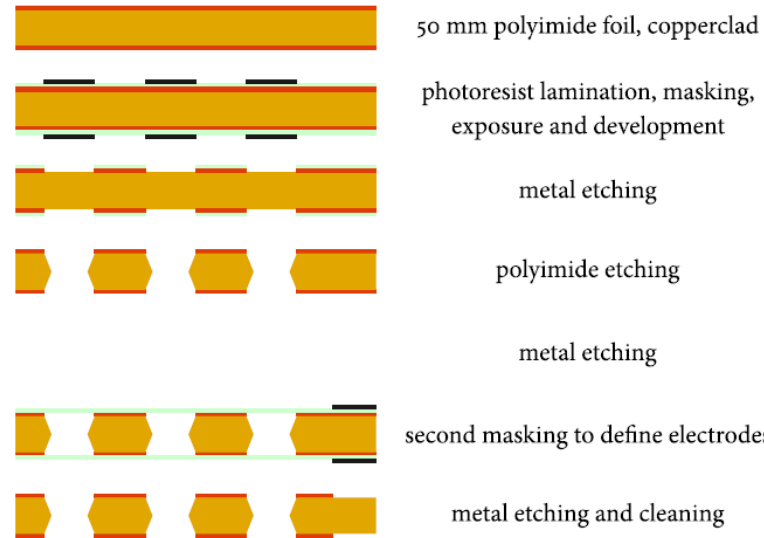 50 mm polyimide foil, copperclad
photoresist lamination, masking,
exposure and development
metal etching
polyimide etching
metal etching
second masking to define electrodes
metal etching and cleaning